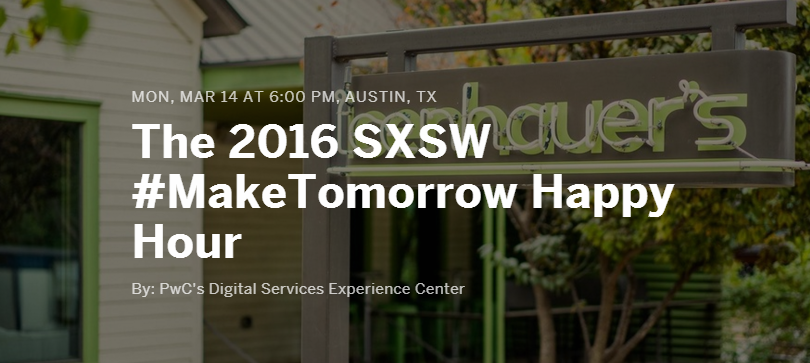 MON, MAR 14 AT 6:00 PM, AUSTIN, TX
The 2016 SXSW
#MakeTomorrow Happy
Hour
By: PwC's Digital Services Experience Center